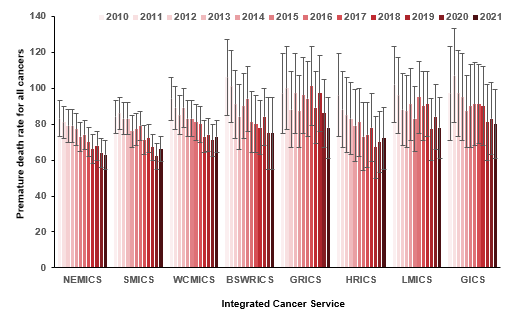 140
2010 2011 2012 2013 2014 2015 2016 2017 2018 2019 2020 2021
120
100
80
60
40
20
0
Premature death rate for all cancers
NEMICS SMICS WCMICS BSWRICS GRICS HRICS LMICS GICS
Integrated Cancer Service